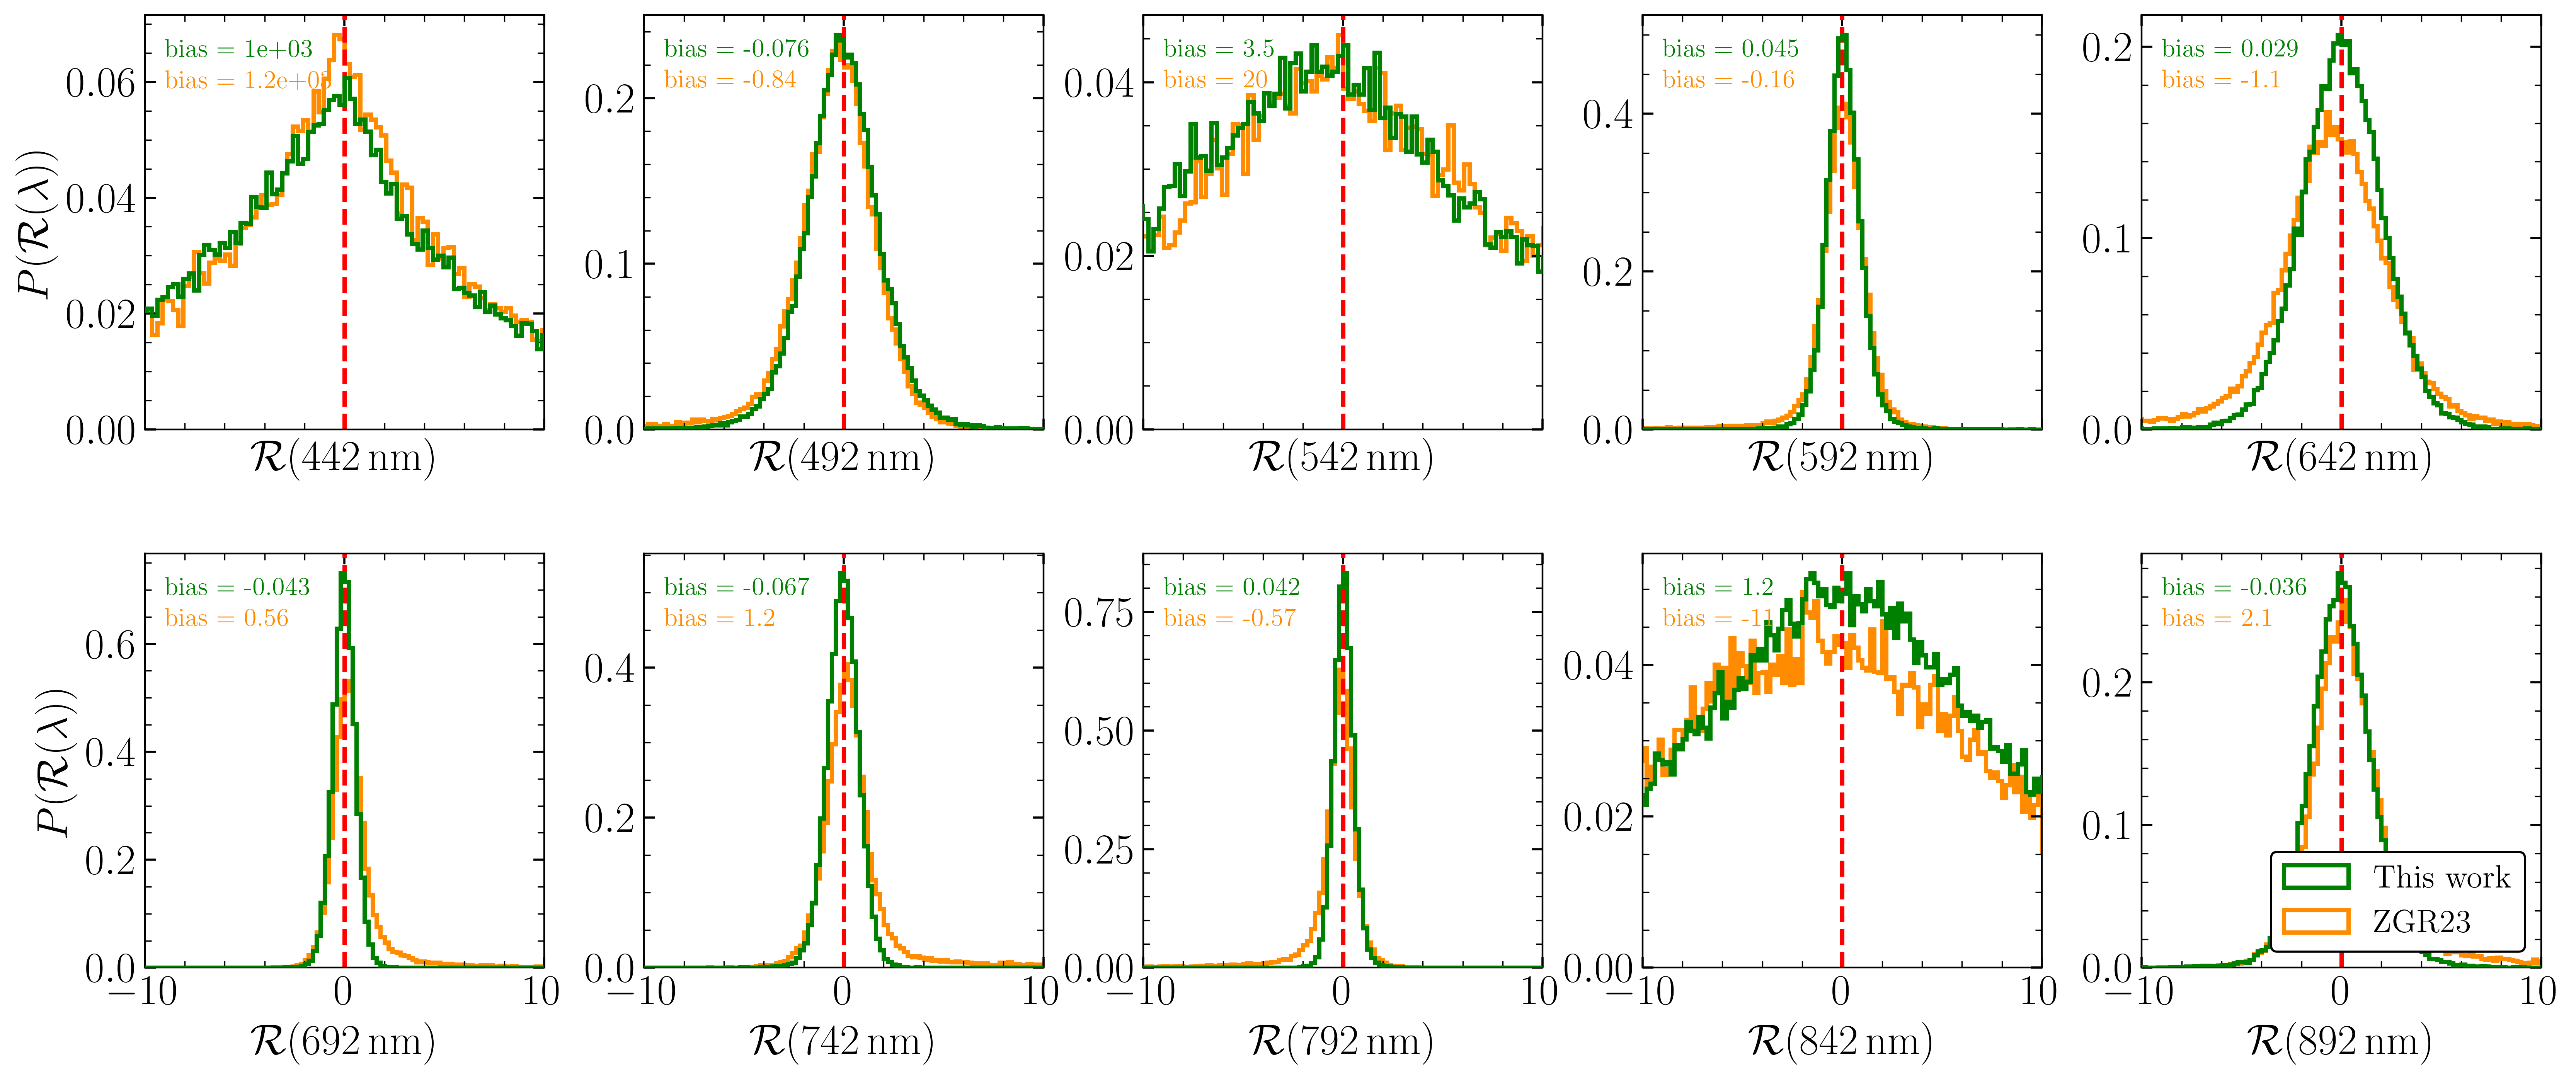 P(R(λ))
0.06
0.04
0.02
0.00
bias = 1e+03
bias = 1.2e+03
R(442 nm)
0.2
0.1
0.0
bias = -0.076
bias = -0.84
R(492 nm)
0.04
0.02
0.00
bias = 3.5
bias = 20
R(542 nm)
0.4
0.2
0.0
bias = 0.045
bias = -0.16
R(592 nm)
0.2
0.1
0.0
bias = 0.029
bias = -1.1
R(642 nm)
P(R(λ))
0.6
0.4
0.2
0.0
bias = -0.043
bias = 0.56
−10 0 10
R(692 nm)
0.4
0.2
0.0
bias = -0.067
bias = 1.2
−10 0 10
R(742 nm)
0.75
0.50
0.25
0.00
bias = 0.042
bias = -0.57
−10 0 10
R(792 nm)
0.04
0.02
0.00
bias = 1.2
bias = -11
−10 0 10
R(842 nm)
0.2
0.1
0.0
bias = -0.036
bias = 2.1
This work
ZGR23
−10 0 10
R(892 nm)